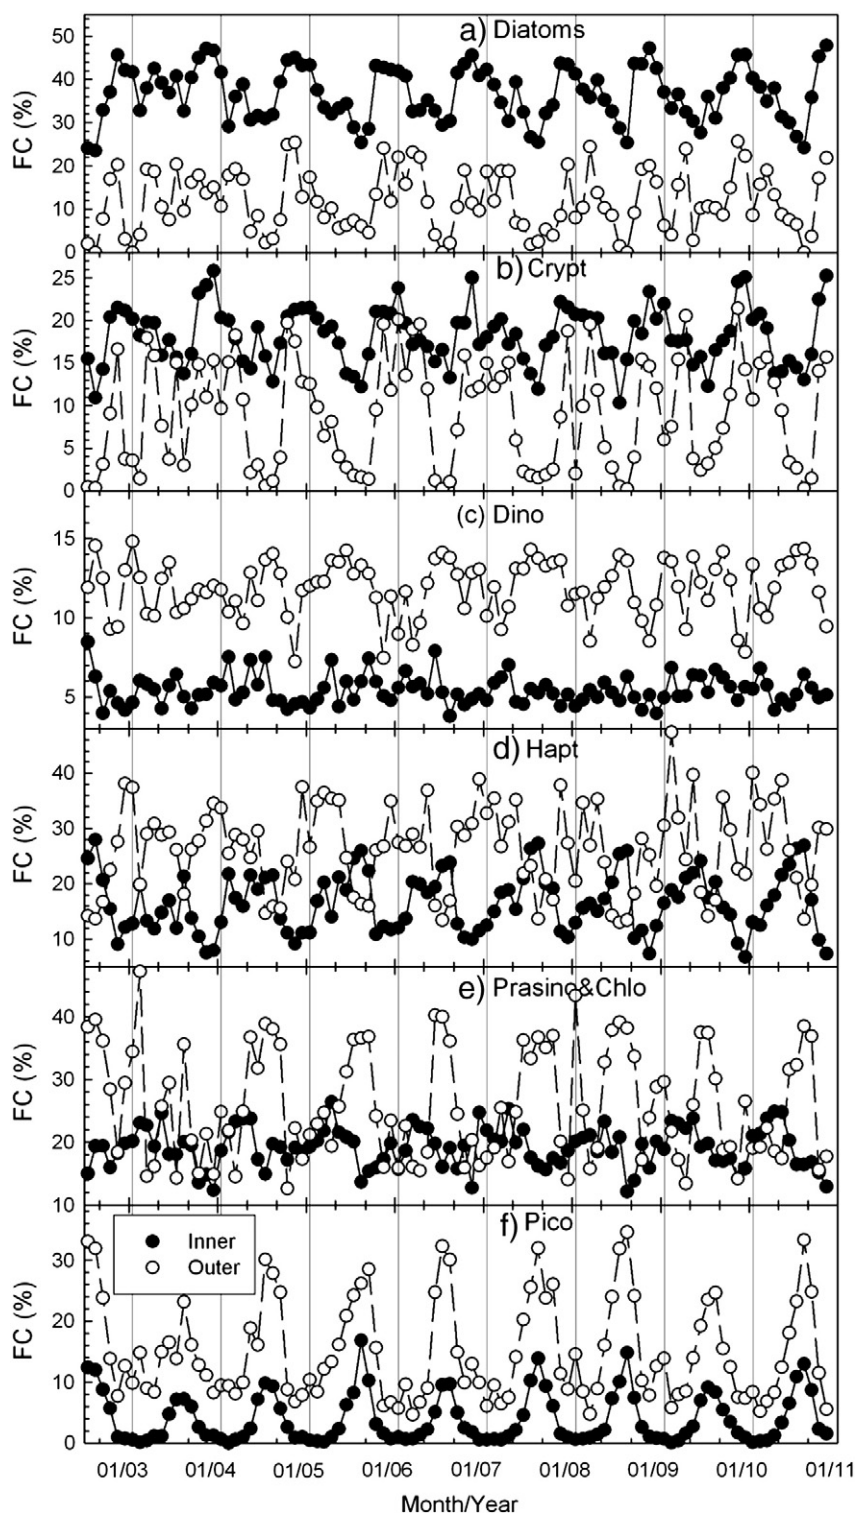 a) Diatoms
50
40
30
20
10
0
FC (%)
b) Crypt
25
20
15
10
5
0
FC (%)
(c) Dino
15
10
5
FC (%)
d) Hapt
40
30
20
10
FC (%)
e) Prasino&Chlo
40
30
20
10
FC (%)
f) Pico
Inner
Outer
30
20
10
0
FC (%)
01/03 01/04 01/05 01/06 01/07 01/08 01/09 01/10 01/11
Month/Year